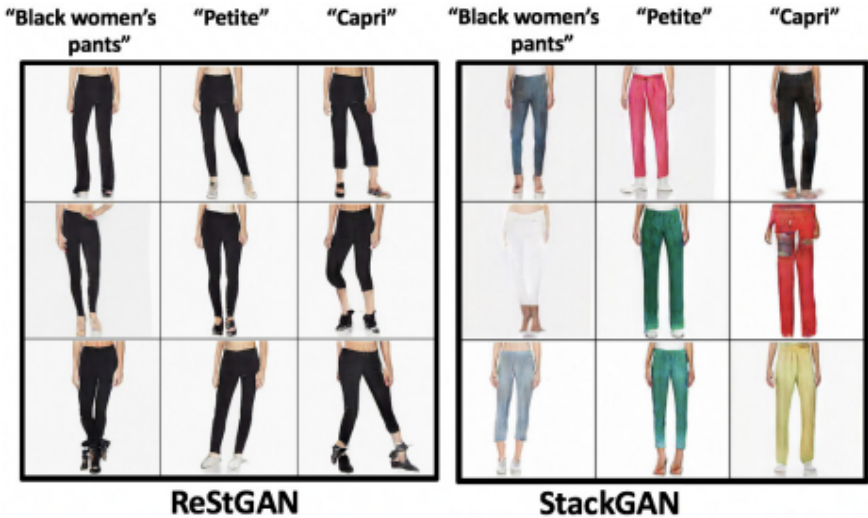 “Black women’s “Petite” “Capri” “Black women’s “Petite” “Capri”
pants” pants”
ReStGAN StackGAN